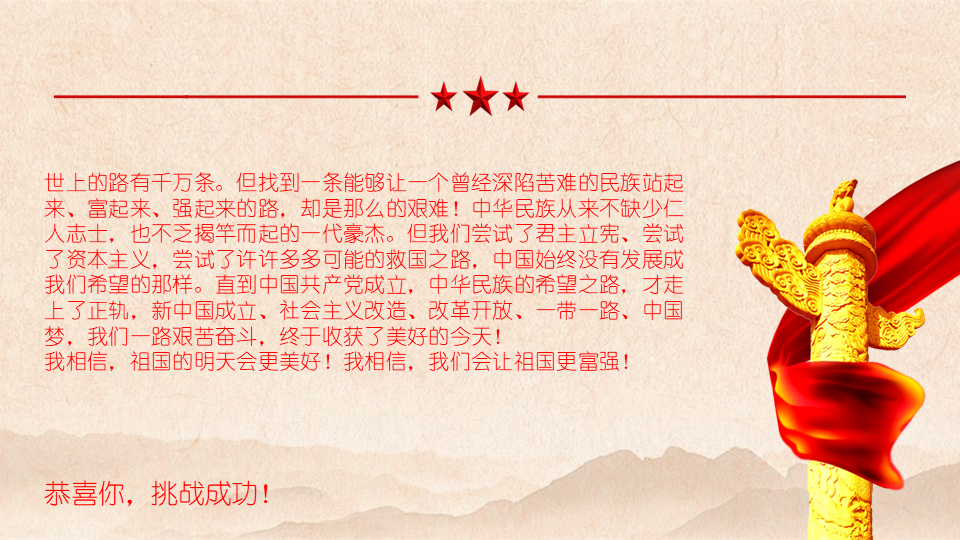 世上的路有千万条。但找到一条能够让一个曾经深陷苦难的民族站起
来、富起来、强起来的路，却是那么的艰难！中华民族从来不缺少仁
人志士，也不乏揭竿而起的一代豪杰。但我们尝试了君主立宪、尝试
了资本主义，尝试了许许多多可能的救国之路，中国始终没有发展成
我们希望的那样。直到中国共产党成立，中华民族的希望之路，才走
上了正轨，新中国成立、社会主义改造、改革开放、一带一路、中国
梦，我们一路艰苦奋斗，终于收获了美好的今天！
我相信，祖国的明天会更美好！我相信，我们会让祖国更富强！
恭喜你，挑战成功！